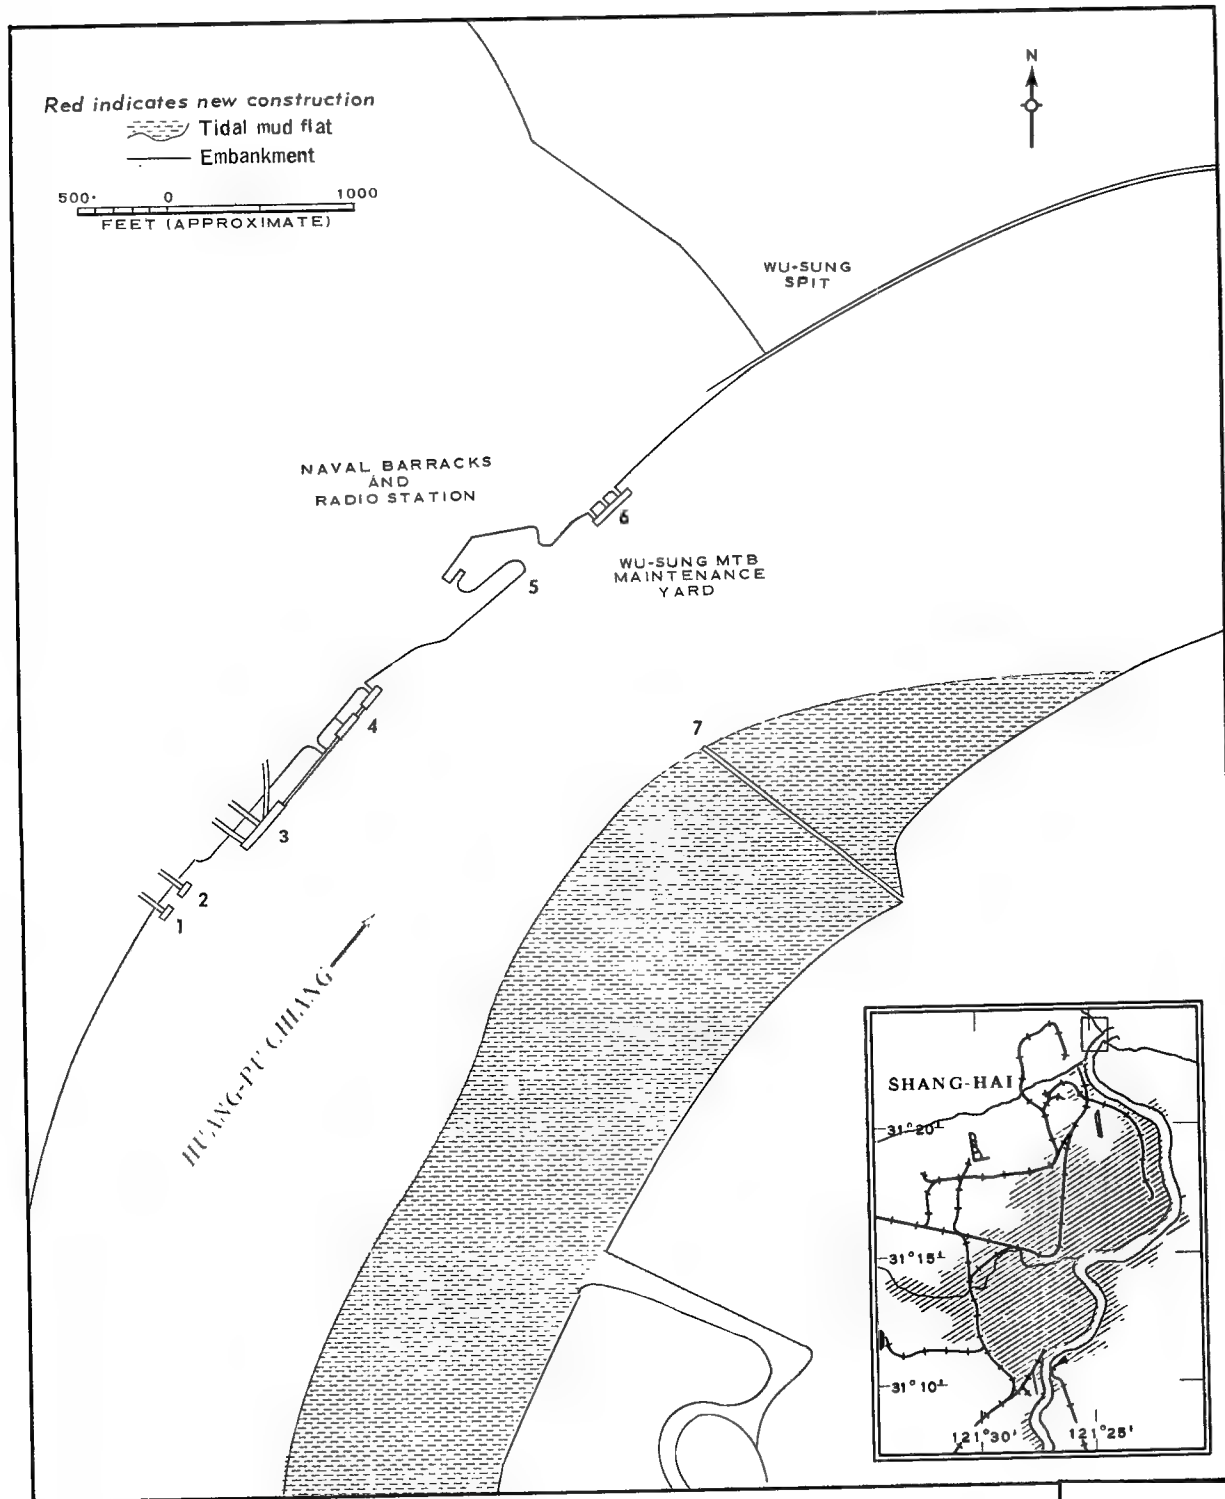 Red indicates new construction
Tidal mud flat
Embankment
500 0 1000
FEET (APPROXIMATE)
N
WU-SUNG
SPIT
NAVAL BARRACKS
AND
RADIO STATION
6
WU-SUNG MTB
MAINTENANCE
YARD
5
4
7
3
2
1
HUANG-PU CHIANG
SHANG-HAI
31°20'
31°15'
31°10'
121°30' 121°25'